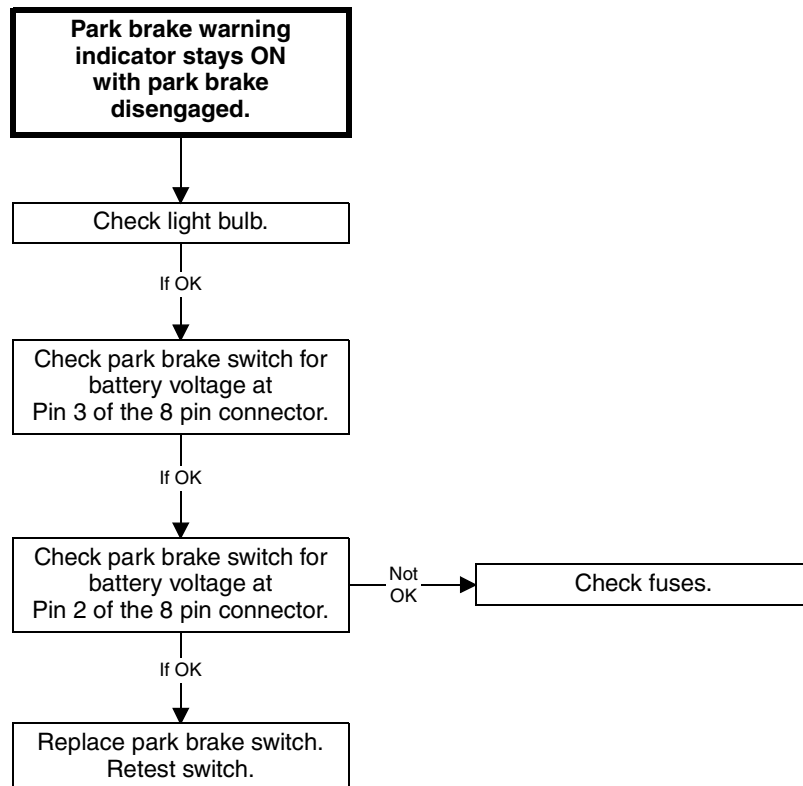 Park brake warning
indicator stays ON
with park brake
disengaged.
Check light bulb.
If OK
Check park brake switch for
battery voltage at
Pin 3 of the 8 pin connector.
If OK
Check park brake switch for
battery voltage at
Pin 2 of the 8 pin connector.
Not
OK
Check fuses.
If OK
Replace park brake switch.
Retest switch.